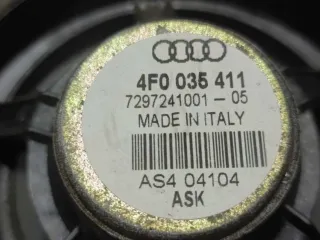 4F0 035 411
7297241001-05
MADE IN ITALY
AS4 04104
ASK